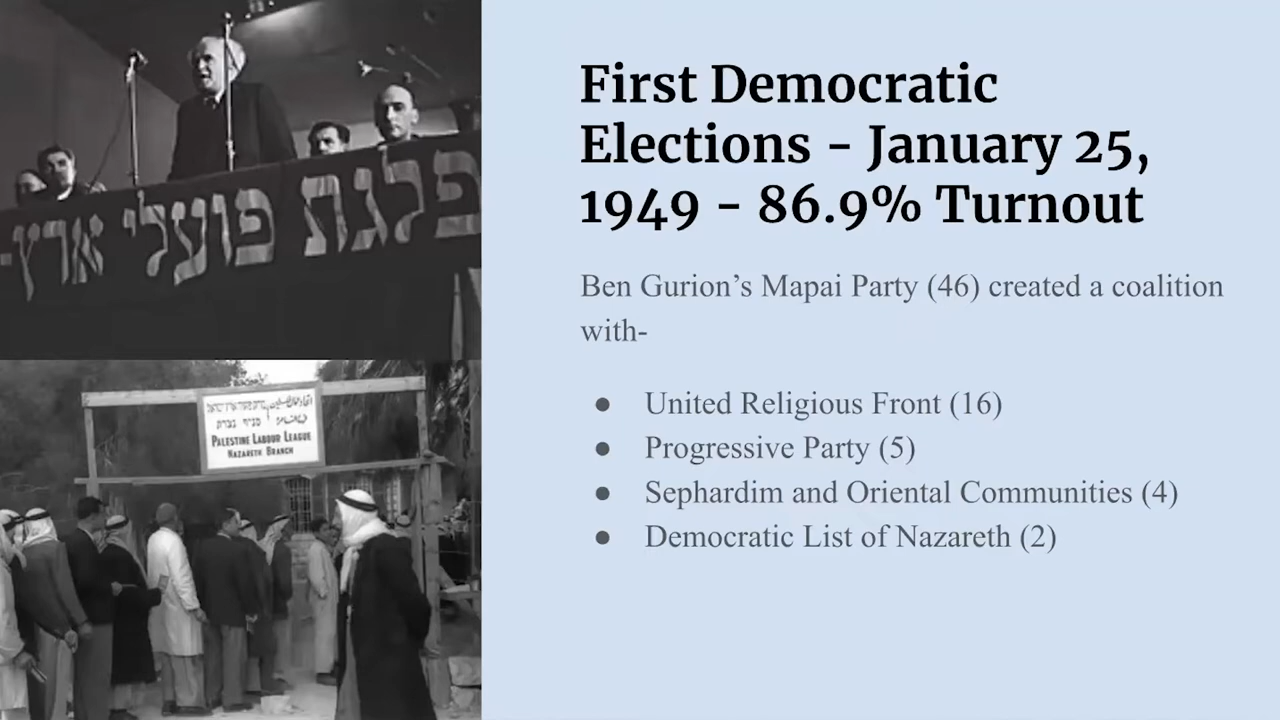 פלגת פועלי ארץ-
PALESTINE LABOUR LEAGUE
NAZARETH BRANCH
First Democratic
Elections - January 25,
1949 - 86.9% Turnout
Ben Gurion’s Mapai Party (46) created a coalition
with-
● United Religious Front (16)
● Progressive Party (5)
● Sephardim and Oriental Communities (4)
● Democratic List of Nazareth (2)